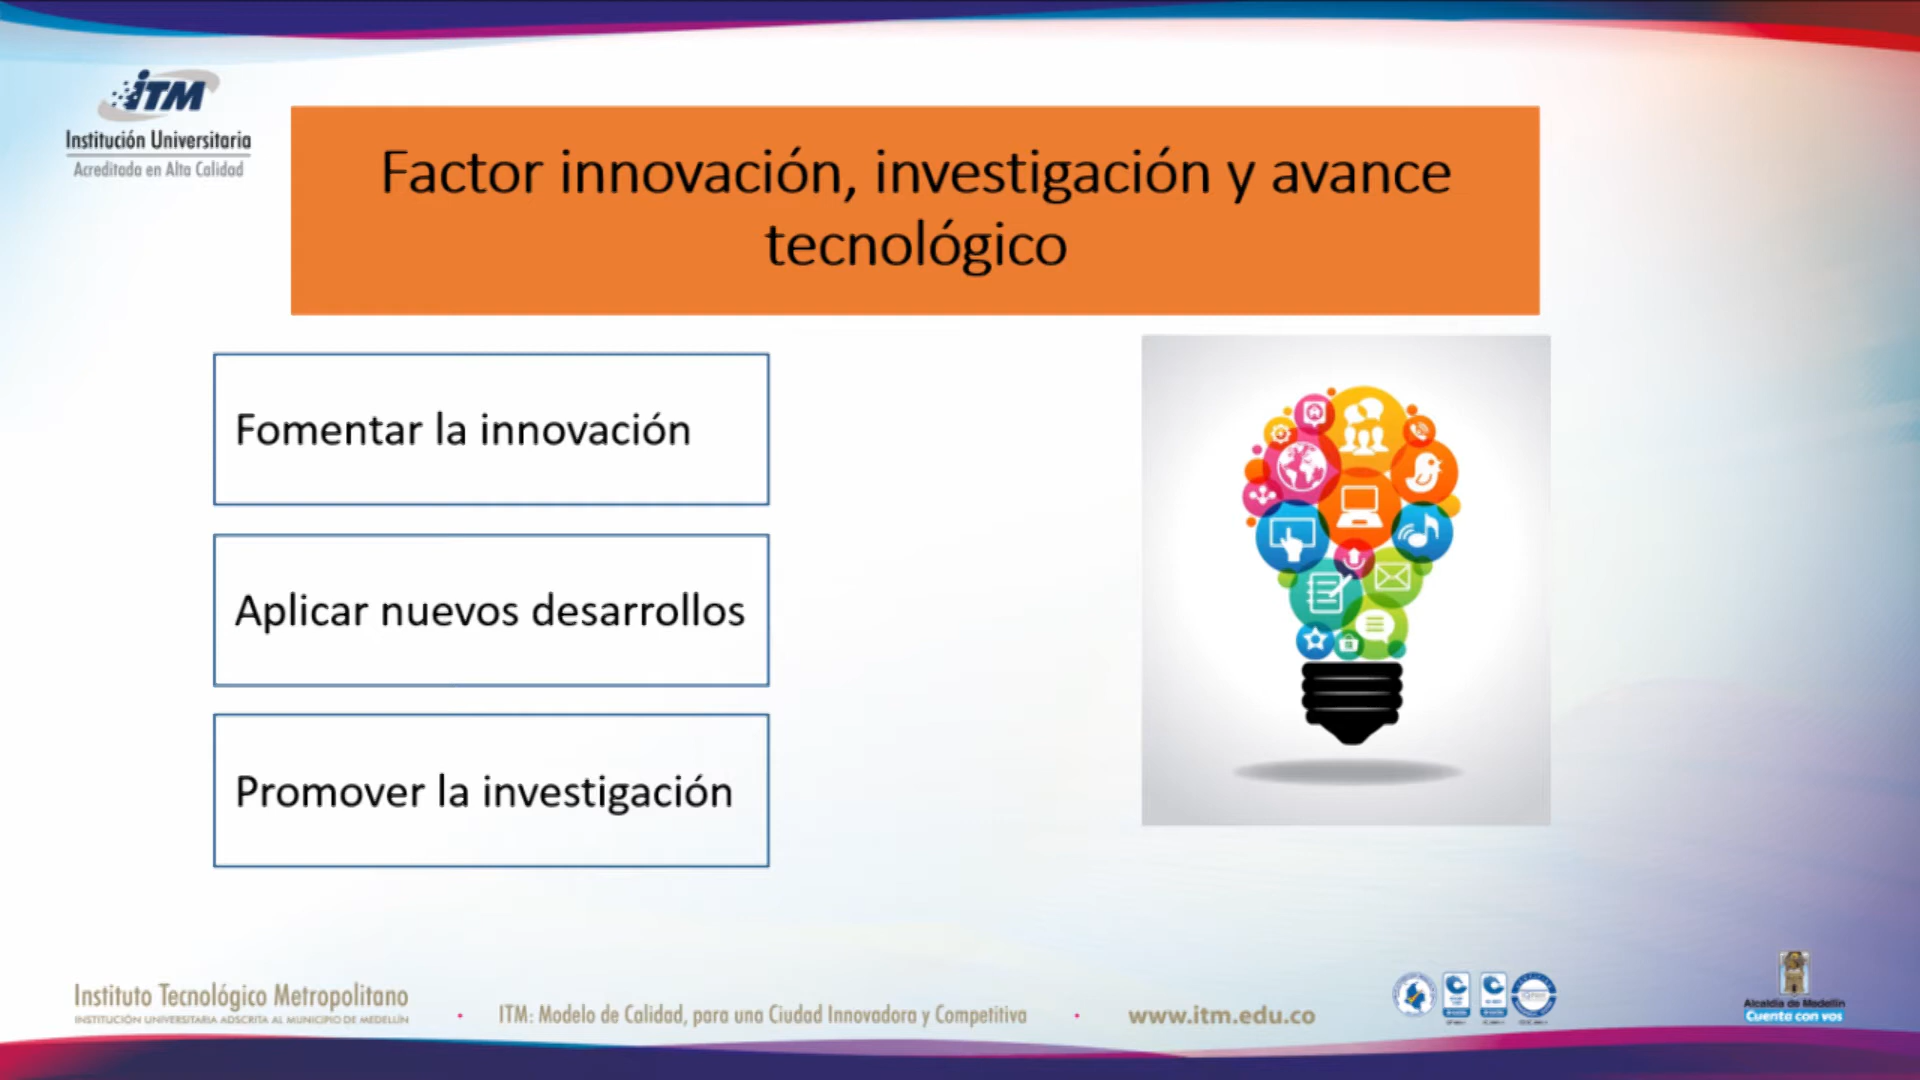 iTM
Institución Universitaria
Acreditada en Alta Calidad
Factor innovación, investigación y avance
tecnológico
Fomentar la innovación
Aplicar nuevos desarrollos
Promover la investigación
Instituto Tecnológico Metropolitano
INSTITUCIÓN UNIVERSITARIA ADSCRITA AL MUNICIPIO DE MEDELLÍN
ITM: Modelo de Calidad, para una Ciudad Innovadora y Competitiva
www.itm.edu.co
Alcaldía de Medellín
Cuenta con vos